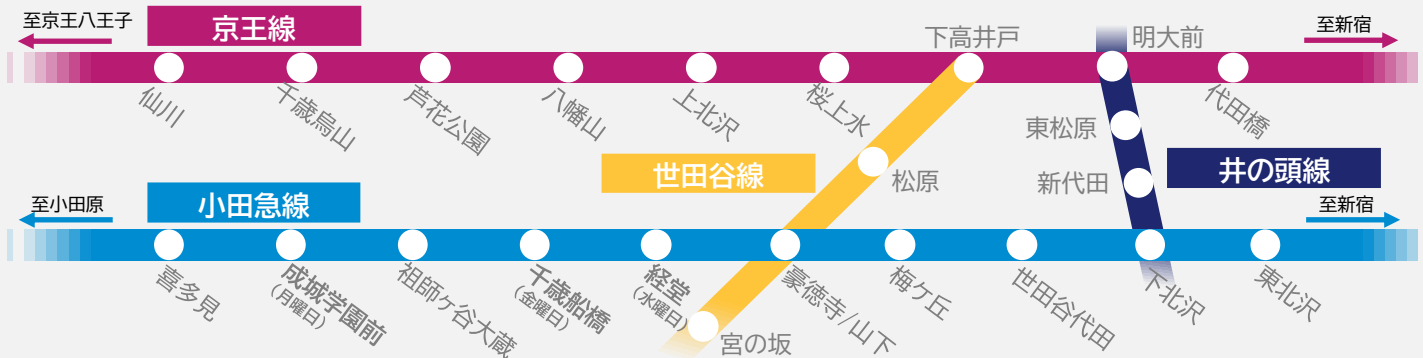 至京王八王子
京王線
至新宿
下高井戸
明大前
仙川
千歳烏山
芦花公園
八幡山
上北沢
桜上水
代田橋
東松原
世田谷線
松原
新代田
井の頭線
至小田原
小田急線
至新宿
喜多見
成城学園前
(月曜日)
祖師ヶ谷大蔵
千歳船橋
(金曜日)
経堂
(水曜日)
豪徳寺/山下
梅ケ丘
世田谷代田
下北沢
東北沢
宮の坂